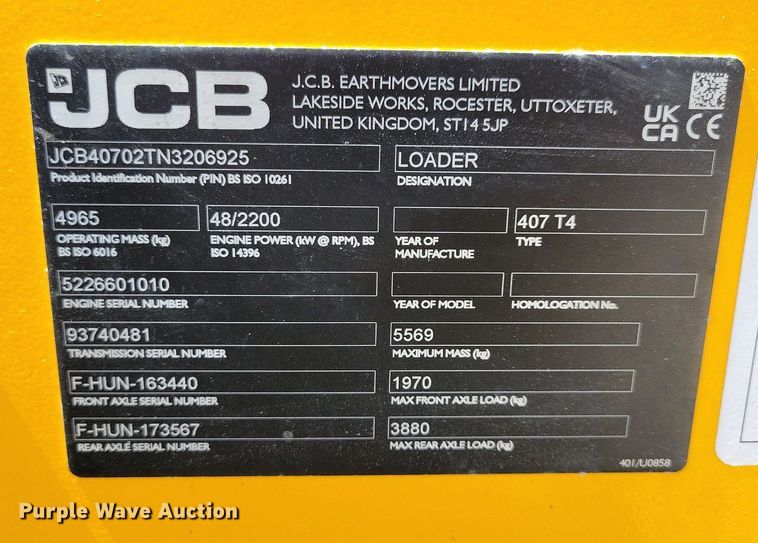 JCB
J.C.B. EARTHMOVERS LIMITED
LAKESIDE WORKS, ROCESTER, UTTOXETER,
UNITED KINGDOM, ST14 5JP
UK
CA CE
JCB40702TN3206925
Product Identification Number (PIN) BS ISO 10261
LOADER
DESIGNATION
4965
OPERATING MASS (kg)
BS ISO 6016
48/2200
ENGINE POWER (kW @ RPM), BS
ISO 14396
YEAR OF
MANUFACTURE
407 T4
TYPE
5226601010
ENGINE SERIAL NUMBER
YEAR OF MODEL
HOMOLOGATION No.
93740481
TRANSMISSION SERIAL NUMBER
5569
MAXIMUM MASS (kg)
F-HUN-163440
FRONT AXLE SERIAL NUMBER
1970
MAX FRONT AXLE LOAD (kg)
F-HUN-173567
REAR AXLE SERIAL NUMBER
3880
MAX REAR AXLE LOAD (kg)
401/U0858
Purple Wave Auction